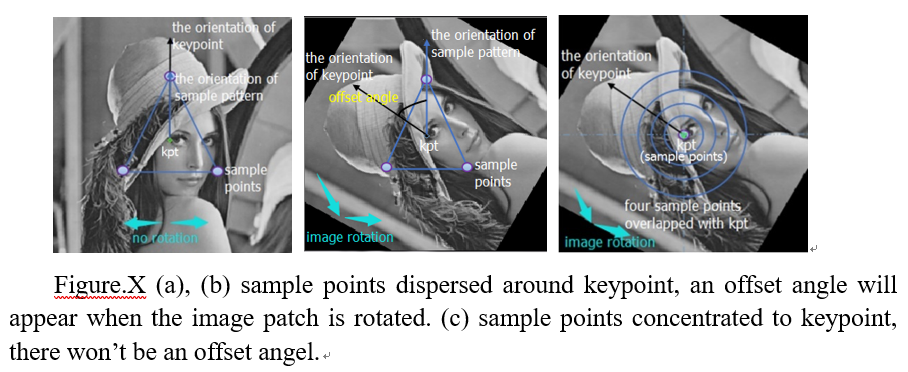 the orientation of
keypoint
the orientation of
sample pattern
kpt
sample
points
no rotation
the orientation of
sample pattern
the orientation
of keypoint
offset angle
kpt
sample
points
image rotation
the orientation
of keypoint
kpt
(sample points)
four sample points
overlapped with kpt
image rotation
Figure.X (a), (b) sample points dispersed around keypoint, an offset angle will
appear when the image patch is rotated. (c) sample points concentrated to keypoint,
there won't be an offset angel.